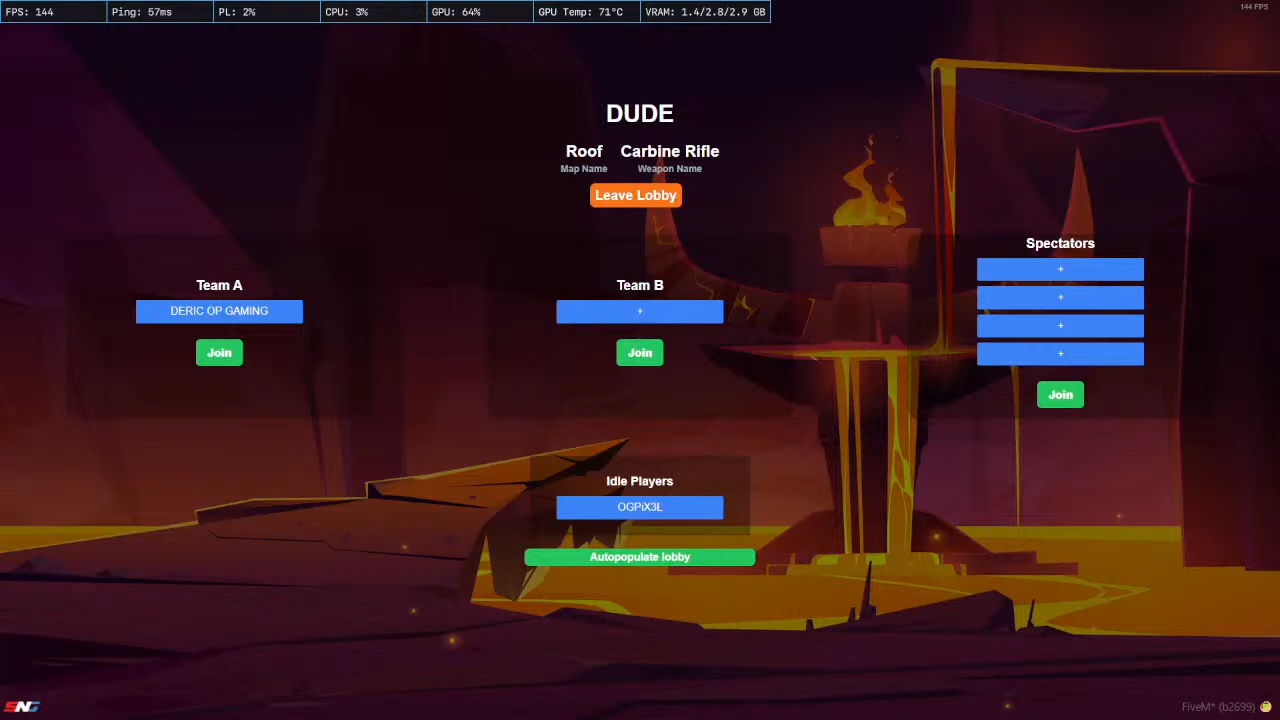 FPS: 144 Ping: 57ms PL: 2% CPU: 3% GPU: 64% GPU Temp: 71°C VRAM: 1.4/2.8/2.9 GB
144 FPS
DUDE
Roof Carbine Rifle
Map Name Weapon Name
Leave Lobby
Team A
DERIC OP GAMING
Join
Team B
+
Join
Spectators
+
+
+
+
Join
Idle Players
OGPiX3L
Autopopulate lobby
SNG
FiveM* (b2699)